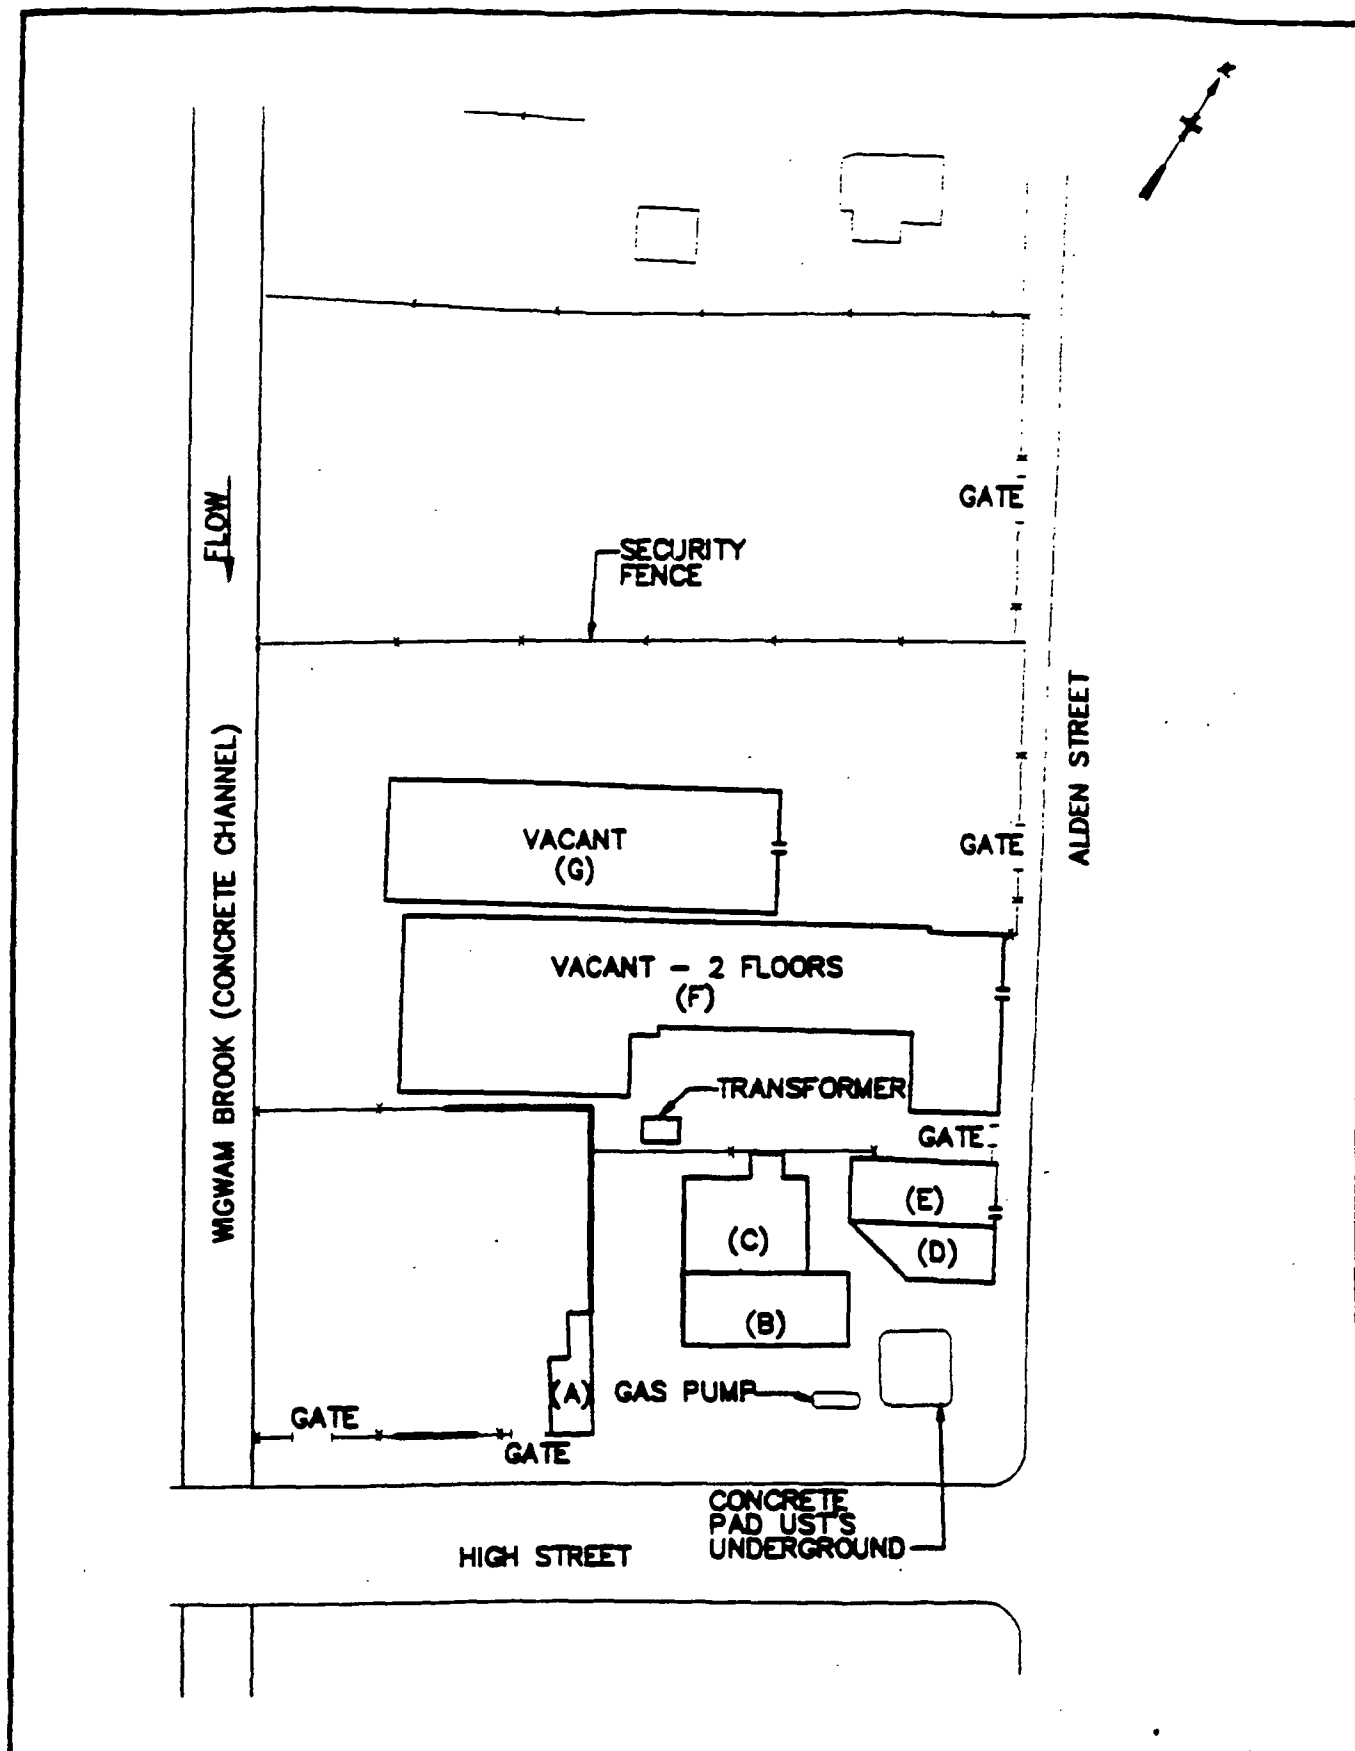 GATE
FLOW
SECURITY
FENCE
WIGWAM BROOK (CONCRETE CHANNEL)
ALDEN STREET
VACANT
(G)
GATE
VACANT - 2 FLOORS
(F)
TRANSFORMER
GATE
(E)
(C)
(D)
(B)
(A)
GAS PUMP
GATE
GATE
CONCRETE
PAD UST'S
UNDERGROUND
HIGH STREET